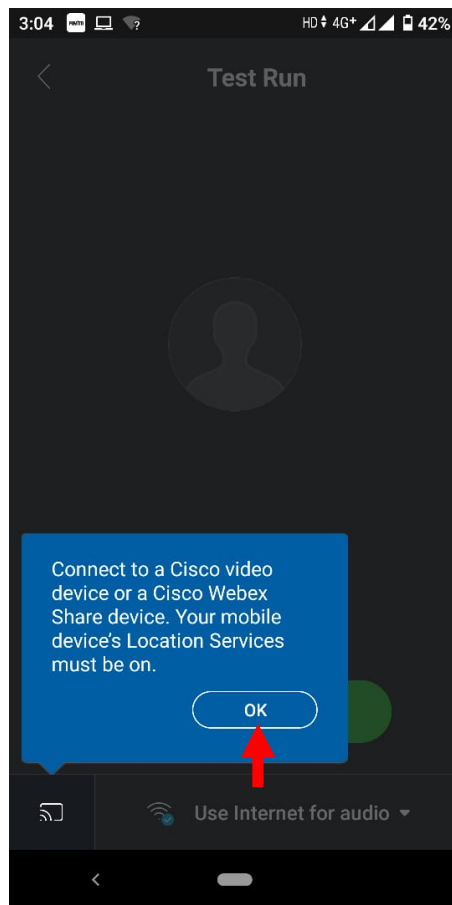 3:04 Paytm ? HD 4G+ 42%
Test Run
Connect to a Cisco video
device or a Cisco Webex
Share device. Your mobile
device's Location Services
must be on.
OK
Use Internet for audio